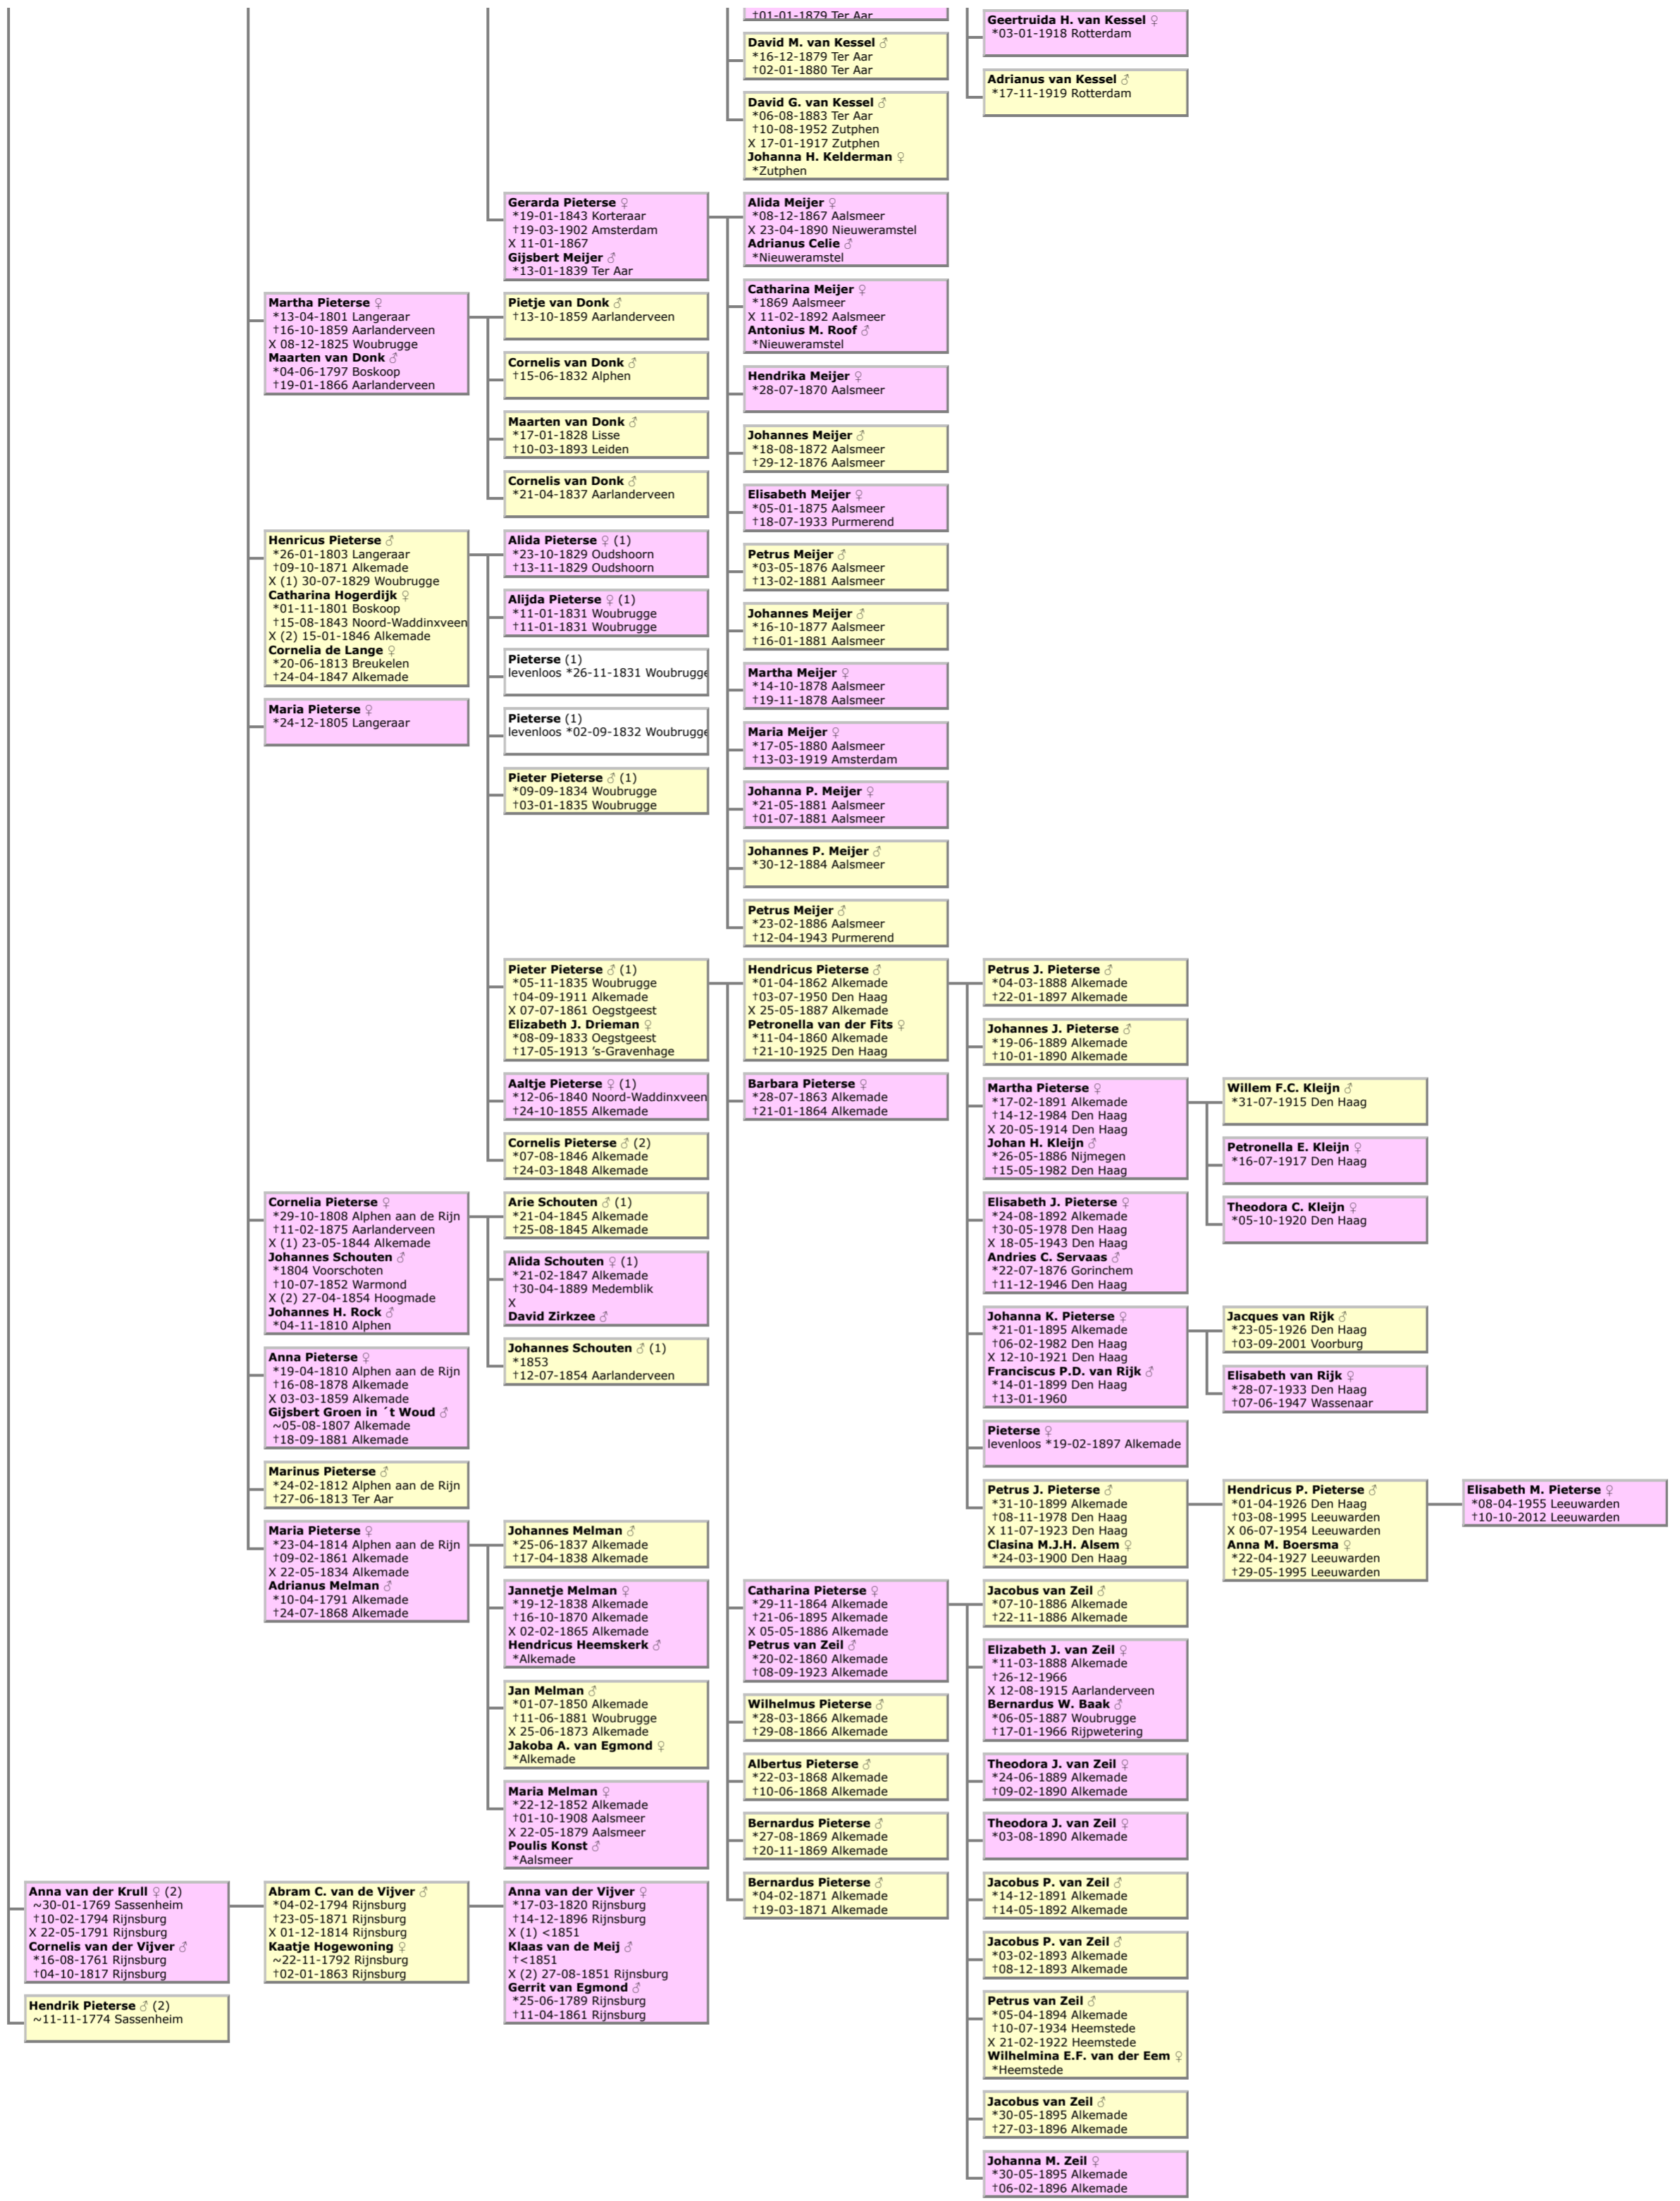 Anna van der Krull ♀ (2)
~30-01-1769 Sassenheim
†10-02-1794 Rijnsburg
X 22-05-1791 Rijnsburg
Cornelis van der Vijver ♂
*16-08-1761 Rijnsburg
†04-10-1817 Rijnsburg
Hendrik Pieterse ♂ (2)
~11-11-1774 Sassenheim
Martha Pieterse ♀
*13-04-1801 Langeraar
†16-10-1859 Aarlanderveen
X 08-12-1825 Woubrugge
Maarten van Donk ♂
*04-06-1797 Boskoop
†19-01-1866 Aarlanderveen
Henricus Pieterse ♂
*26-01-1803 Langeraar
†09-10-1871 Alkemade
X (1) 30-07-1829 Woubrugge
Catharina Hogerdijk ♀
*01-11-1801 Boskoop
†15-08-1843 Noord-Waddinxveen
X (2) 15-01-1846 Alkemade
Cornelia de Lange ♀
*20-06-1813 Breukelen
†24-04-1847 Alkemade
Maria Pieterse ♀
*24-12-1805 Langeraar
Cornelia Pieterse ♀
*29-10-1808 Alphen aan de Rijn
†11-02-1875 Aarlanderveen
X (1) 23-05-1844 Alkemade
Johannes Schouten ♂
*1804 Voorschoten
†10-07-1852 Warmond
X (2) 27-04-1854 Hoogmade
Johannes H. Rock ♂
*04-11-1810 Alphen
Anna Pieterse ♀
*19-04-1810 Alphen aan de Rijn
†16-08-1878 Alkemade
X 03-03-1859 Alkemade
Gijsbert Groen in ´t Woud ♂
~05-08-1807 Alkemade
†18-09-1881 Alkemade
Marinus Pieterse ♂
*24-02-1812 Alphen aan de Rijn
†27-06-1813 Ter Aar
Maria Pieterse ♀
*23-04-1814 Alphen aan de Rijn
†09-02-1861 Alkemade
X 22-05-1834 Alkemade
Adrianus Melman ♂
*10-04-1791 Alkemade
†24-07-1868 Alkemade
Abram C. van de Vijver ♂
*04-02-1794 Rijnsburg
†23-05-1871 Rijnsburg
X 01-12-1814 Rijnsburg
Kaatje Hogewoning ♀
~22-11-1792 Rijnsburg
†02-01-1863 Rijnsburg
Gerarda Pieterse ♀
*19-01-1843 Korteraar
†19-03-1902 Amsterdam
X 11-01-1867
Gijsbert Meijer ♂
*13-01-1839 Ter Aar
Pietje van Donk ♂
†13-10-1859 Aarlanderveen
Cornelis van Donk ♂
†15-06-1832 Alphen
Maarten van Donk ♂
*17-01-1828 Lisse
†10-03-1893 Leiden
Cornelis van Donk ♂
*21-04-1837 Aarlanderveen
Alida Pieterse ♀ (1)
*23-10-1829 Oudshoorn
†13-11-1829 Oudshoorn
Alijda Pieterse ♀ (1)
*11-01-1831 Woubrugge
†11-01-1831 Woubrugge
Pieterse (1)
levenloos *26-11-1831 Woubrugge
Pieterse (1)
levenloos *02-09-1832 Woubrugge
Pieter Pieterse ♂ (1)
*09-09-1834 Woubrugge
†03-01-1835 Woubrugge
Pieter Pieterse ♂ (1)
*05-11-1835 Woubrugge
†04-09-1911 Alkemade
X 07-07-1861 Oegstgeest
Elizabeth J. Drieman ♀
*08-09-1833 Oegstgeest
†17-05-1913 's-Gravenhage
Aaltje Pieterse ♀ (1)
*12-06-1840 Noord-Waddinxveen
†24-10-1855 Alkemade
Cornelis Pieterse ♂ (2)
*07-08-1846 Alkemade
†24-03-1848 Alkemade
Arie Schouten ♂ (1)
*21-04-1845 Alkemade
†25-08-1845 Alkemade
Alida Schouten ♀ (1)
*21-02-1847 Alkemade
†30-04-1889 Medemblik
X
David Zirkzee ♂
Johannes Schouten ♂ (1)
*1853
†12-07-1854 Aarlanderveen
Johannes Melman ♂
*25-06-1837 Alkemade
†17-04-1838 Alkemade
Jannetje Melman ♀
*19-12-1838 Alkemade
†16-10-1870 Alkemade
X 02-02-1865 Alkemade
Hendricus Heemskerk ♂
*Alkemade
Jan Melman ♂
*01-07-1850 Alkemade
†11-06-1881 Woubrugge
X 25-06-1873 Alkemade
Jakoba A. van Egmond ♀
*Alkemade
Maria Melman ♀
*22-12-1852 Alkemade
†01-10-1908 Aalsmeer
X 22-05-1879 Aalsmeer
Poulis Konst ♂
*Aalsmeer
Anna van der Vijver ♀
*17-03-1820 Rijnsburg
†14-12-1896 Rijnsburg
X (1) <1851
Klaas van de Meij ♂
†<1851
X (2) 27-08-1851 Rijnsburg
Gerrit van Egmond ♂
*25-06-1789 Rijnsburg
†11-04-1861 Rijnsburg
†01-01-1879 Ter Aar
David M. van Kessel ♂
*16-12-1879 Ter Aar
†02-01-1880 Ter Aar
David G. van Kessel ♂
*06-08-1883 Ter Aar
†10-08-1952 Zutphen
X 17-01-1917 Zutphen
Johanna H. Kelderman ♀
*Zutphen
Alida Meijer ♀
*08-12-1867 Aalsmeer
X 23-04-1890 Nieuweramstel
Adrianus Celie ♂
*Nieuweramstel
Catharina Meijer ♀
*1869 Aalsmeer
X 11-02-1892 Aalsmeer
Antonius M. Roof ♂
*Nieuweramstel
Hendrika Meijer ♀
*28-07-1870 Aalsmeer
Johannes Meijer ♂
*18-08-1872 Aalsmeer
†29-12-1876 Aalsmeer
Elisabeth Meijer ♀
*05-01-1875 Aalsmeer
†18-07-1933 Purmerend
Petrus Meijer ♂
*03-05-1876 Aalsmeer
†13-02-1881 Aalsmeer
Johannes Meijer ♂
*16-10-1877 Aalsmeer
†16-01-1881 Aalsmeer
Martha Meijer ♀
*14-10-1878 Aalsmeer
†19-11-1878 Aalsmeer
Maria Meijer ♀
*17-05-1880 Aalsmeer
†13-03-1919 Amsterdam
Johanna P. Meijer ♀
*21-05-1881 Aalsmeer
†01-07-1881 Aalsmeer
Johannes P. Meijer ♂
*30-12-1884 Aalsmeer
Petrus Meijer ♂
*23-02-1886 Aalsmeer
†12-04-1943 Purmerend
Hendricus Pieterse ♂
*01-04-1862 Alkemade
†03-07-1950 Den Haag
X 25-05-1887 Alkemade
Petronella van der Fits ♀
*11-04-1860 Alkemade
†21-10-1925 Den Haag
Barbara Pieterse ♀
*28-07-1863 Alkemade
†21-01-1864 Alkemade
Catharina Pieterse ♀
*29-11-1864 Alkemade
†21-06-1895 Alkemade
X 05-05-1886 Alkemade
Petrus van Zeil ♂
*20-02-1860 Alkemade
†08-09-1923 Alkemade
Wilhelmus Pieterse ♂
*28-03-1866 Alkemade
†29-08-1866 Alkemade
Albertus Pieterse ♂
*22-03-1868 Alkemade
†10-06-1868 Alkemade
Bernardus Pieterse ♂
*27-08-1869 Alkemade
†20-11-1869 Alkemade
Bernardus Pieterse ♂
*04-02-1871 Alkemade
†19-03-1871 Alkemade
Geertruida H. van Kessel ♀
*03-01-1918 Rotterdam
Adrianus van Kessel ♂
*17-11-1919 Rotterdam
Petrus J. Pieterse ♂
*04-03-1888 Alkemade
†22-01-1897 Alkemade
Johannes J. Pieterse ♂
*19-06-1889 Alkemade
†10-01-1890 Alkemade
Martha Pieterse ♀
*17-02-1891 Alkemade
†14-12-1984 Den Haag
X 20-05-1914 Den Haag
Johan H. Kleijn ♂
*26-05-1886 Nijmegen
†15-05-1982 Den Haag
Elisabeth J. Pieterse ♀
*24-08-1892 Alkemade
†30-05-1978 Den Haag
X 18-05-1943 Den Haag
Andries C. Servaas ♂
*22-07-1876 Gorinchem
†11-12-1946 Den Haag
Johanna K. Pieterse ♀
*21-01-1895 Alkemade
†06-02-1982 Den Haag
X 12-10-1921 Den Haag
Franciscus P.D. van Rijk ♂
*14-01-1899 Den Haag
†13-01-1960
Pieterse ♀
levenloos *19-02-1897 Alkemade
Petrus J. Pieterse ♂
*31-10-1899 Alkemade
†08-11-1978 Den Haag
X 11-07-1923 Den Haag
Clasina M.J.H. Alsem ♀
*24-03-1900 Den Haag
Jacobus van Zeil ♂
*07-10-1886 Alkemade
†22-11-1886 Alkemade
Elizabeth J. van Zeil ♀
*11-03-1888 Alkemade
†26-12-1966
X 12-08-1915 Aarlanderveen
Bernardus W. Baak ♂
*06-05-1887 Woubrugge
†17-01-1966 Rijpwetering
Theodora J. van Zeil ♀
*24-06-1889 Alkemade
†09-02-1890 Alkemade
Theodora J. van Zeil ♀
*03-08-1890 Alkemade
Jacobus P. van Zeil ♂
*14-12-1891 Alkemade
†14-05-1892 Alkemade
Jacobus P. van Zeil ♂
*03-02-1893 Alkemade
†08-12-1893 Alkemade
Petrus van Zeil ♂
*05-04-1894 Alkemade
†10-07-1934 Heemstede
X 21-02-1922 Heemstede
Wilhelmina E.F. van der Eem ♀
*Heemstede
Jacobus van Zeil ♂
*30-05-1895 Alkemade
†27-03-1896 Alkemade
Johanna M. Zeil ♀
*30-05-1895 Alkemade
†06-02-1896 Alkemade
Willem F.C. Kleijn ♂
*31-07-1915 Den Haag
Petronella E. Kleijn ♀
*16-07-1917 Den Haag
Theodora C. Kleijn ♀
*05-10-1920 Den Haag
Jacques van Rijk ♂
*23-05-1926 Den Haag
†03-09-2001 Voorburg
Elisabeth van Rijk ♀
*28-07-1933 Den Haag
†07-06-1947 Wassenaar
Hendricus P. Pieterse ♂
*01-04-1926 Den Haag
†03-08-1995 Leeuwarden
X 06-07-1954 Leeuwarden
Anna M. Boersma ♀
*22-04-1927 Leeuwarden
†29-05-1995 Leeuwarden
Elisabeth M. Pieterse ♀
*08-04-1955 Leeuwarden
†10-10-2012 Leeuwarden